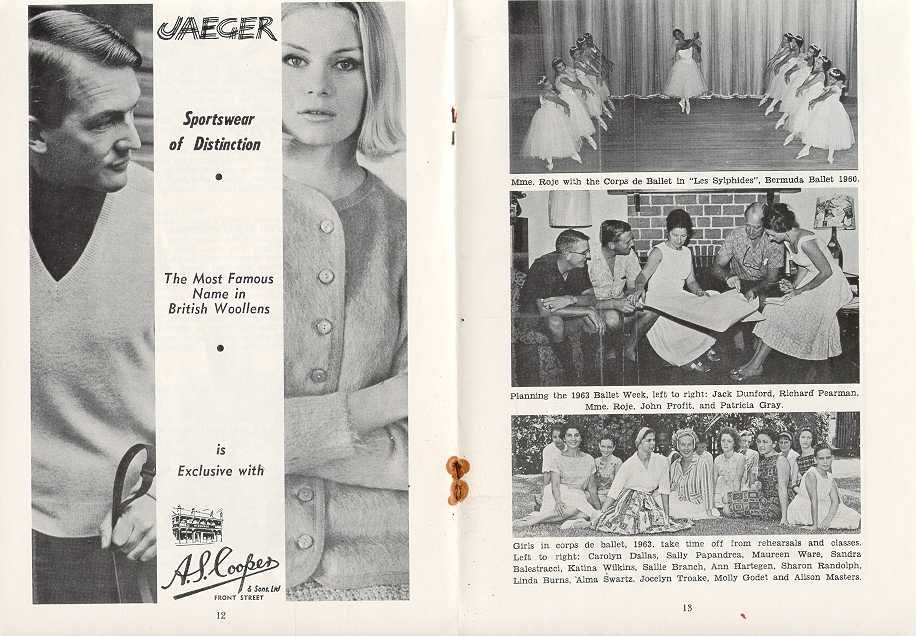 JAEGER
Sportswear
of Distinction
The Most Famous
Name in
British Woollens
is
Exclusive with
A.S. Cooper
& Sons, Ltd
FRONT STREET
12
Mme. Roje with the Corps de Ballet in "Les Sylphides", Bermuda Ballet 1960.
Planning the 1963 Ballet Week, left to right: Jack Dunford, Richard Pearman,
Mme. Roje, John Profit, and Patricia Gray.
Girls in corps de ballet, 1963, take time off from rehearsals and classes.
Left to right: Carolyn Dallas, Sally Papandrea, Maureen Ware, Sandra
Balestracci, Katina Wilkins, Sallie Branch, Ann Hartegen, Sharon Randolph,
Linda Burns, Alma Swartz, Jocelyn Troake, Molly Godet and Alison Masters.
13